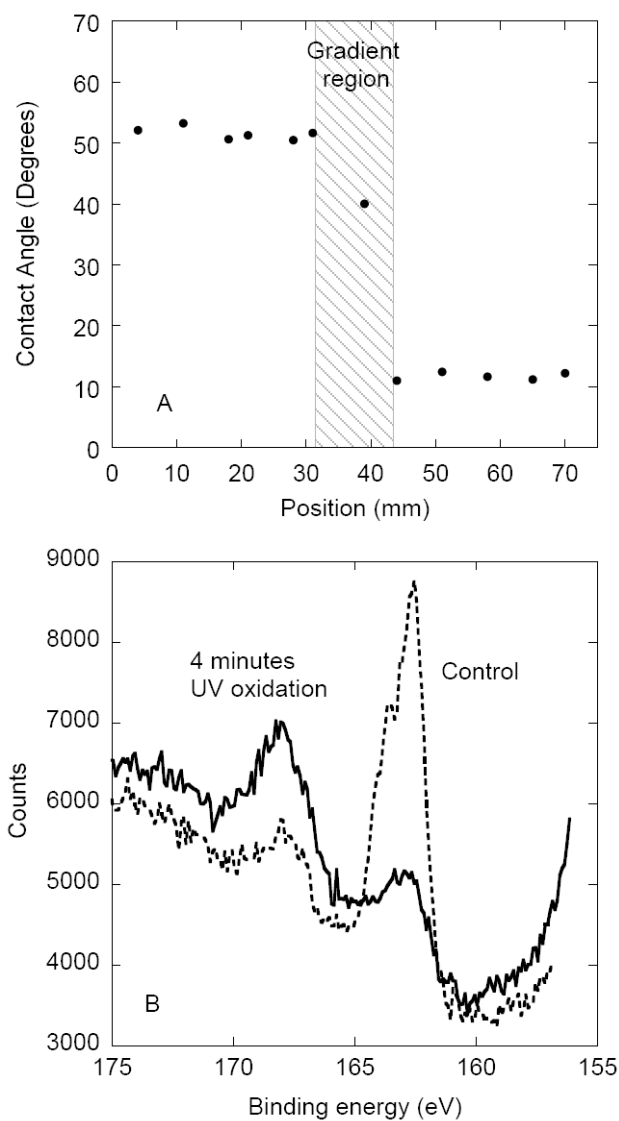 70
60
50
40
30
20
10
0
Contact Angle (Degrees)
Gradient
region
A
0 10 20 30 40 50 60 70
Position (mm)
9000
8000
7000
6000
5000
4000
3000
Counts
4 minutes
UV oxidation
Control
B
175 170 165 160 155
Binding energy (eV)